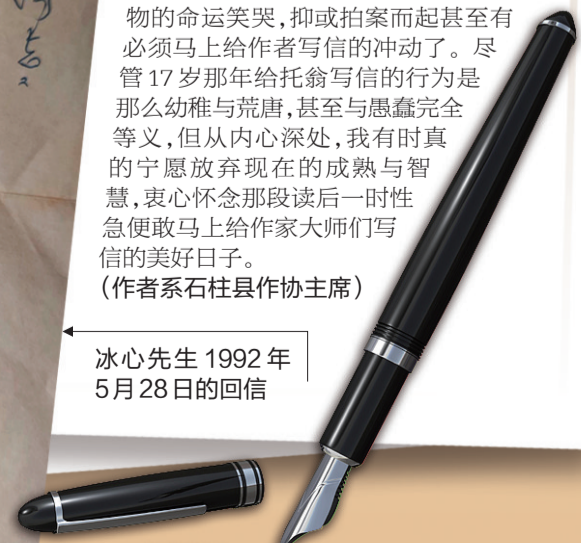 物的命运笑哭，抑或拍案而起甚至有
必须马上给作者写信的冲动了。尽
管17岁那年给托翁写信的行为是
那么幼稚与荒唐，甚至与愚蠢完全
等义，但从内心深处，我有时真
的宁愿放弃现在的成熟与智
慧，衷心怀念那段读后一时性
急便敢马上给作家大师们写
信的美好日子。
（作者系石柱县作协主席）
冰心先生1992年
5月28日的回信